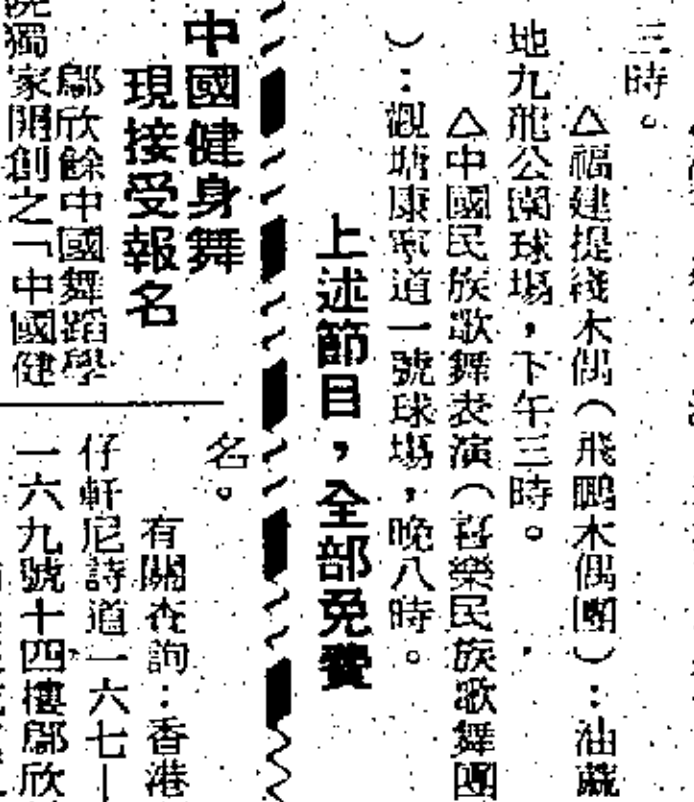 三時。
△福建提綫木偶（飛鵬木偶團）：油蔴
地九龍公園球場，下午三時。
△中國民族歌舞表演（喜樂民族歌舞團
）：觀塘康寧道一號球場，晚八時。
上述節目，全部免費
中國健身舞
現接受報名
鄔欣餘中國舞蹈學
院獨家開創之「中國健
名。
有關查詢：香港
仔軒尼詩道一六七—
一六九號十四樓鄔欣